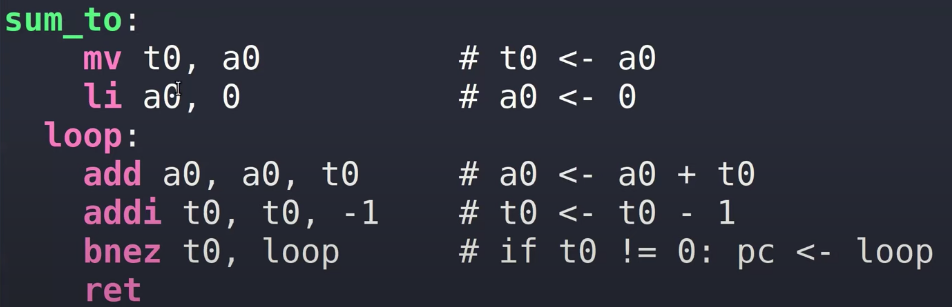 sum_to:
    mv t0, a0          # t0 <- a0
    li a0, 0           # a0 <- 0
  loop:
    add a0, a0, t0     # a0 <- a0 + t0
    addi t0, t0, -1    # t0 <- t0 - 1
    bnez t0, loop      # if t0 != 0: pc <- loop
    ret